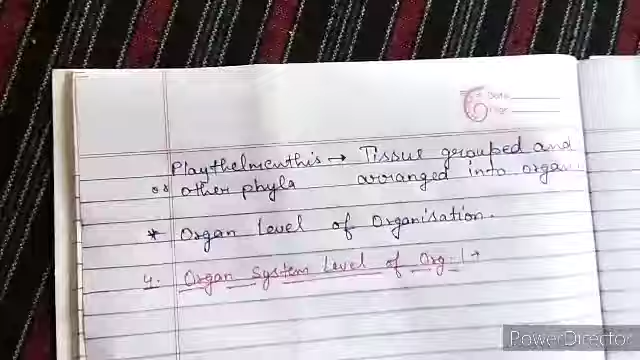 Date
Page
Playthelmenthis → Tissue grouped and
or other phyla arranged into organ.
* Organ Level of Organisation.
4. Organ System Level of Org. | →
PowerDirector